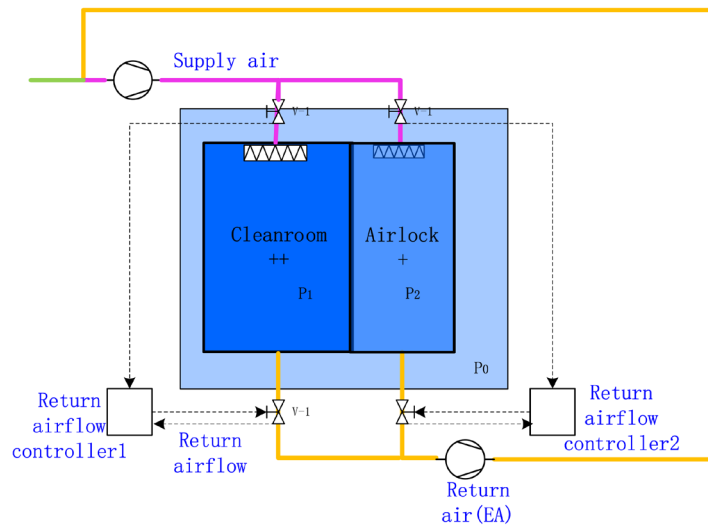 Supply air
V-1
V-1
Cleanroom
++
Airlock
+
P1
P2
P0
Return
airflow
controller1
V-1
Return
airflow
Return
airflow
controller2
Return
air(EA)